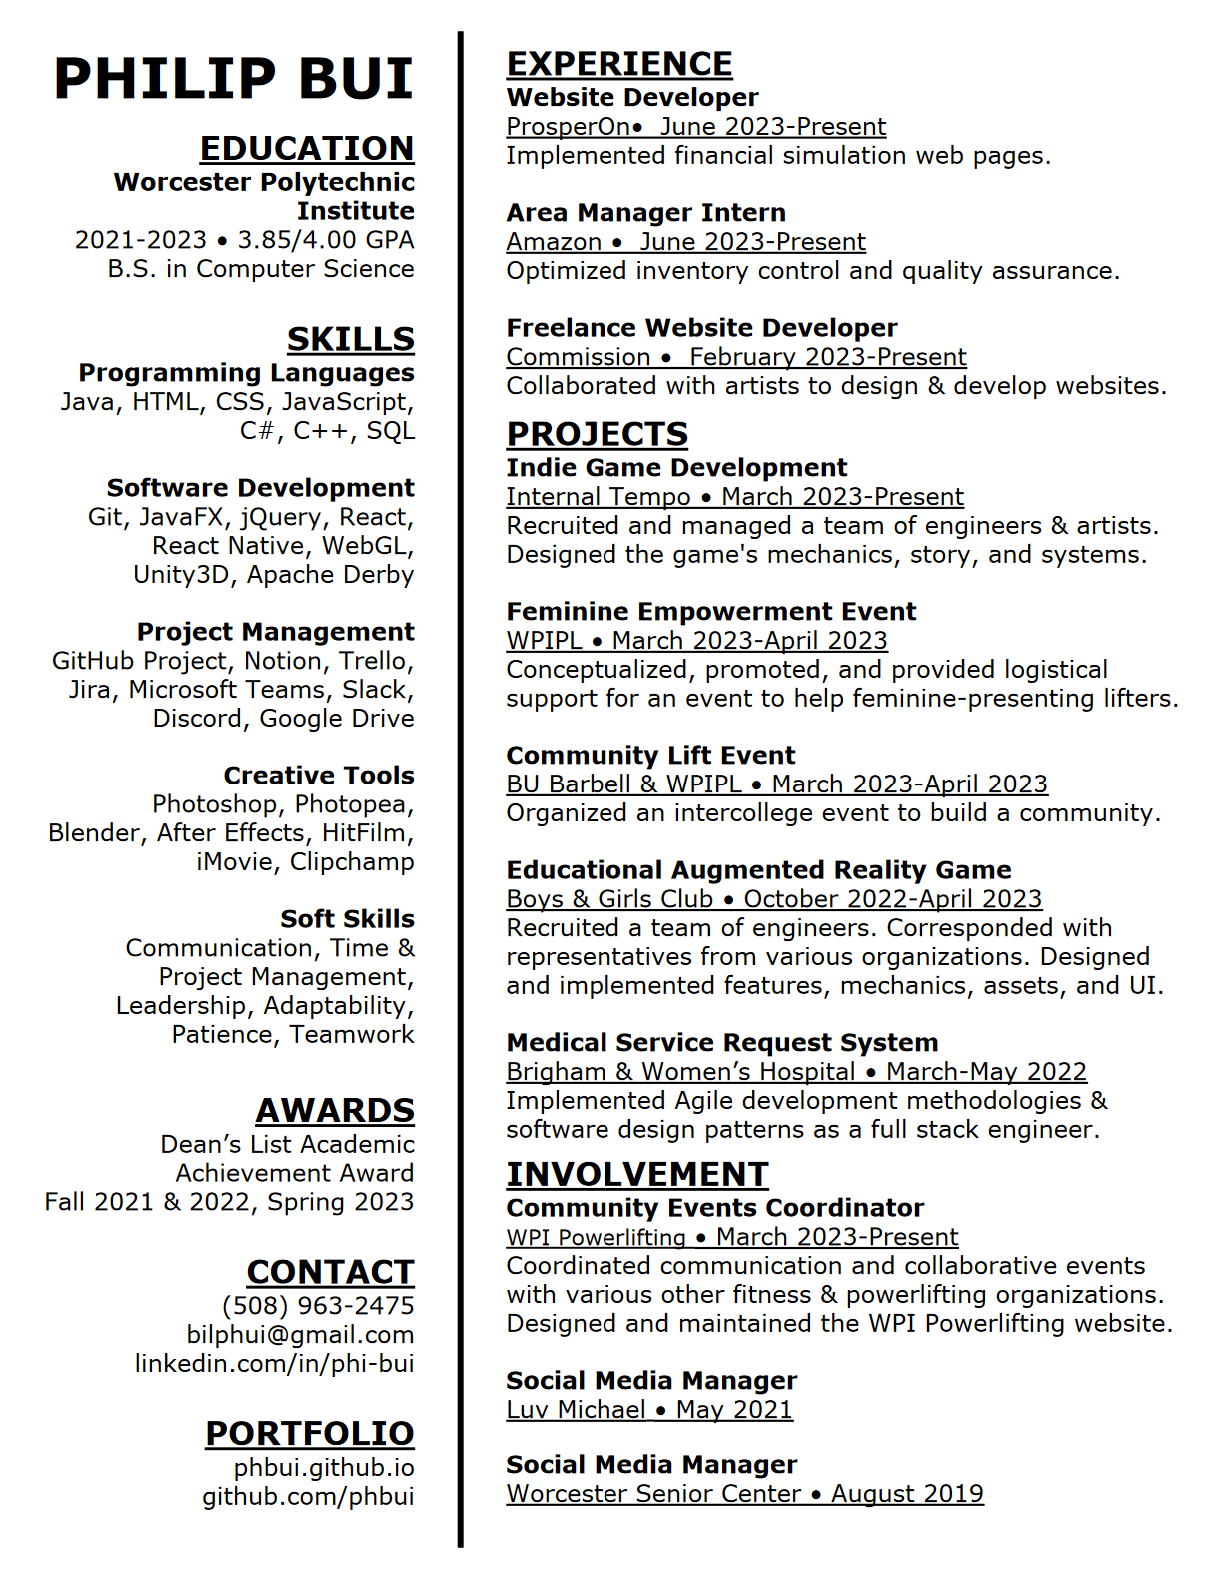 PHILIP BUI
EDUCATION
Worcester Polytechnic
Institute
2021-2023 • 3.85/4.00 GPA
B.S. in Computer Science
SKILLS
Programming Languages
Java, HTML, CSS, JavaScript,
C#, C++, SQL
Software Development
Git, JavaFX, jQuery, React,
React Native, WebGL,
Unity3D, Apache Derby
Project Management
GitHub Project, Notion, Trello,
Jira, Microsoft Teams, Slack,
Discord, Google Drive
Creative Tools
Photoshop, Photopea,
Blender, After Effects, HitFilm,
iMovie, Clipchamp
Soft Skills
Communication, Time &
Project Management,
Leadership, Adaptability,
Patience, Teamwork
AWARDS
Dean’s List Academic
Achievement Award
Fall 2021 & 2022, Spring 2023
CONTACT
(508) 963-2475
bilphui@gmail.com
linkedin.com/in/phi-bui
PORTFOLIO
phbui.github.io
github.com/phbui
EXPERIENCE
Website Developer
ProsperOn•  June 2023-Present
Implemented financial simulation web pages.
Area Manager Intern
Amazon •  June 2023-Present
Optimized inventory control and quality assurance.
Freelance Website Developer
Commission •  February 2023-Present
Collaborated with artists to design & develop websites.
PROJECTS
Indie Game Development
Internal Tempo • March 2023-Present
Recruited and managed a team of engineers & artists.
Designed the game's mechanics, story, and systems.
Feminine Empowerment Event
WPIPL • March 2023-April 2023
Conceptualized, promoted, and provided logistical
support for an event to help feminine-presenting lifters.
Community Lift Event
BU Barbell & WPIPL • March 2023-April 2023
Organized an intercollege event to build a community.
Educational Augmented Reality Game
Boys & Girls Club • October 2022-April 2023
Recruited a team of engineers. Corresponded with
representatives from various organizations. Designed
and implemented features, mechanics, assets, and UI.
Medical Service Request System
Brigham & Women’s Hospital • March-May 2022
Implemented Agile development methodologies &
software design patterns as a full stack engineer.
INVOLVEMENT
Community Events Coordinator
WPI Powerlifting • March 2023-Present
Coordinated communication and collaborative events
with various other fitness & powerlifting organizations.
Designed and maintained the WPI Powerlifting website.
Social Media Manager
Luv Michael • May 2021
Social Media Manager
Worcester Senior Center • August 2019